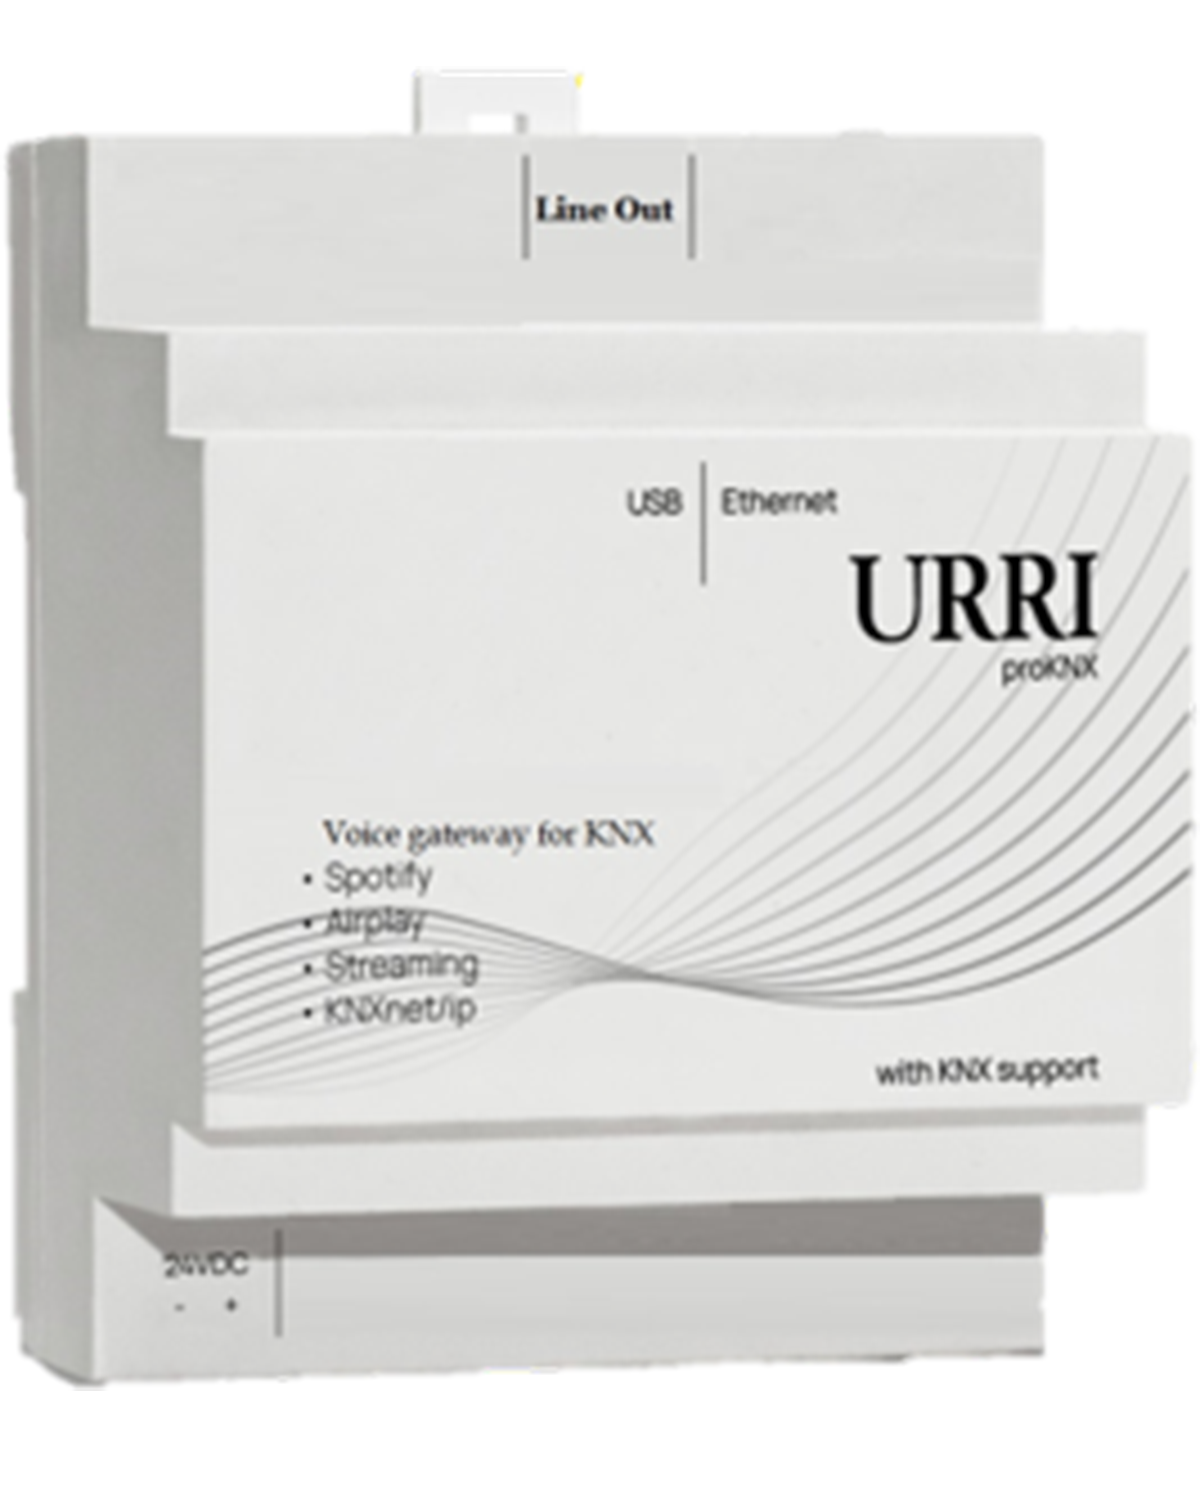 Line Out
USB Ethernet
URRI
proKNX
Voice gateway for KNX
• Spotify
• Airplay
• Streaming
• KNXnet/ip
with KNX support
24VDC
- +